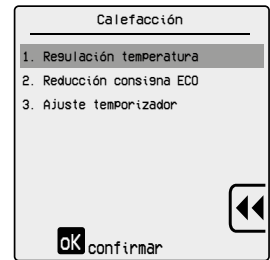 Calefacción
1. Regulación temperatura
2. Reducción consigna ECO
3. Ajuste temporizador
OK confirmar